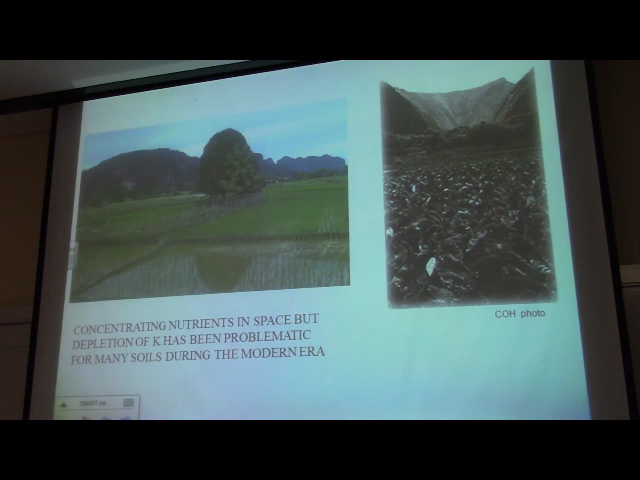 CONCENTRATING NUTRIENTS IN SPACE BUT
DEPLETION OF K HAS BEEN PROBLEMATIC
FOR MANY SOILS DURING THE MODERN ERA
COH photo